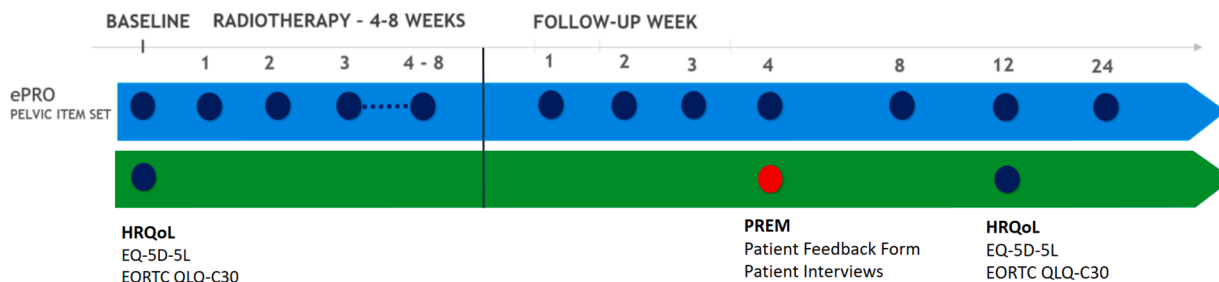 BASELINE RADIOTHERAPY – 4-8 WEEKS FOLLOW-UP WEEK
1 2 3 4 - 8 1 2 3 4 8 12 24
ePRO
PELVIC ITEM SET
HRQoL
EQ-5D-5L
EORTC QLQ-C30
PREM
Patient Feedback Form
Patient Interviews
HRQoL
EQ-5D-5L
EORTC QLQ-C30